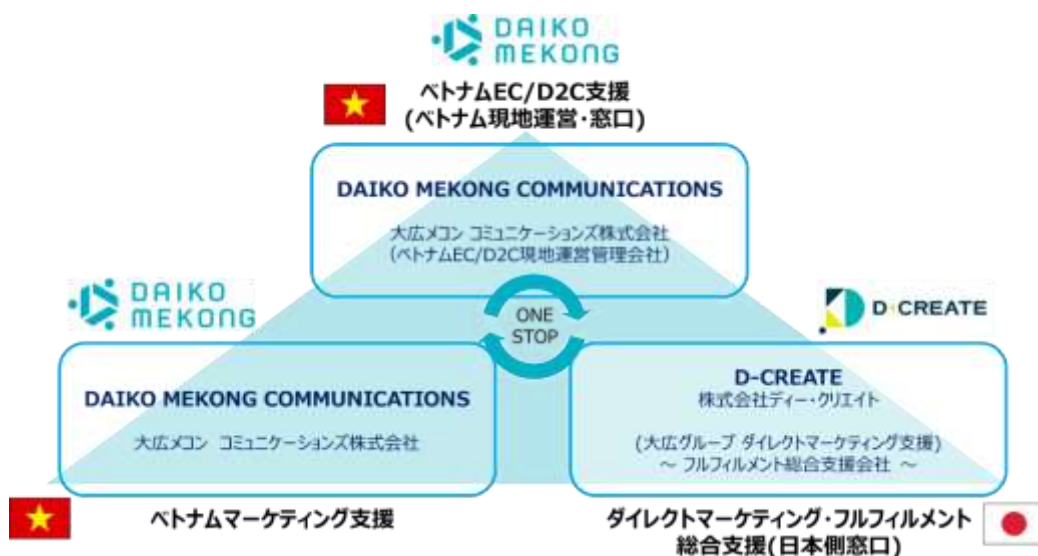 DAIKO
MEKONG
ベトナムEC/D2C支援
(ベトナム現地運営・窓口)
DAIKO MEKONG COMMUNICATIONS
大広メコン コミュニケーションズ株式会社
(ベトナムEC/D2C現地運営管理会社)
DAIKO
MEKONG
ONE
STOP
D-CREATE
DAIKO MEKONG COMMUNICATIONS
大広メコン コミュニケーションズ株式会社
D-CREATE
株式会社ディー・クリエイト
(大広グループ ダイレクトマーケティング支援)
～ フルフィルメント総合支援会社 ～
ベトナムマーケティング支援
ダイレクトマーケティング・フルフィルメント
総合支援(日本側窓口)